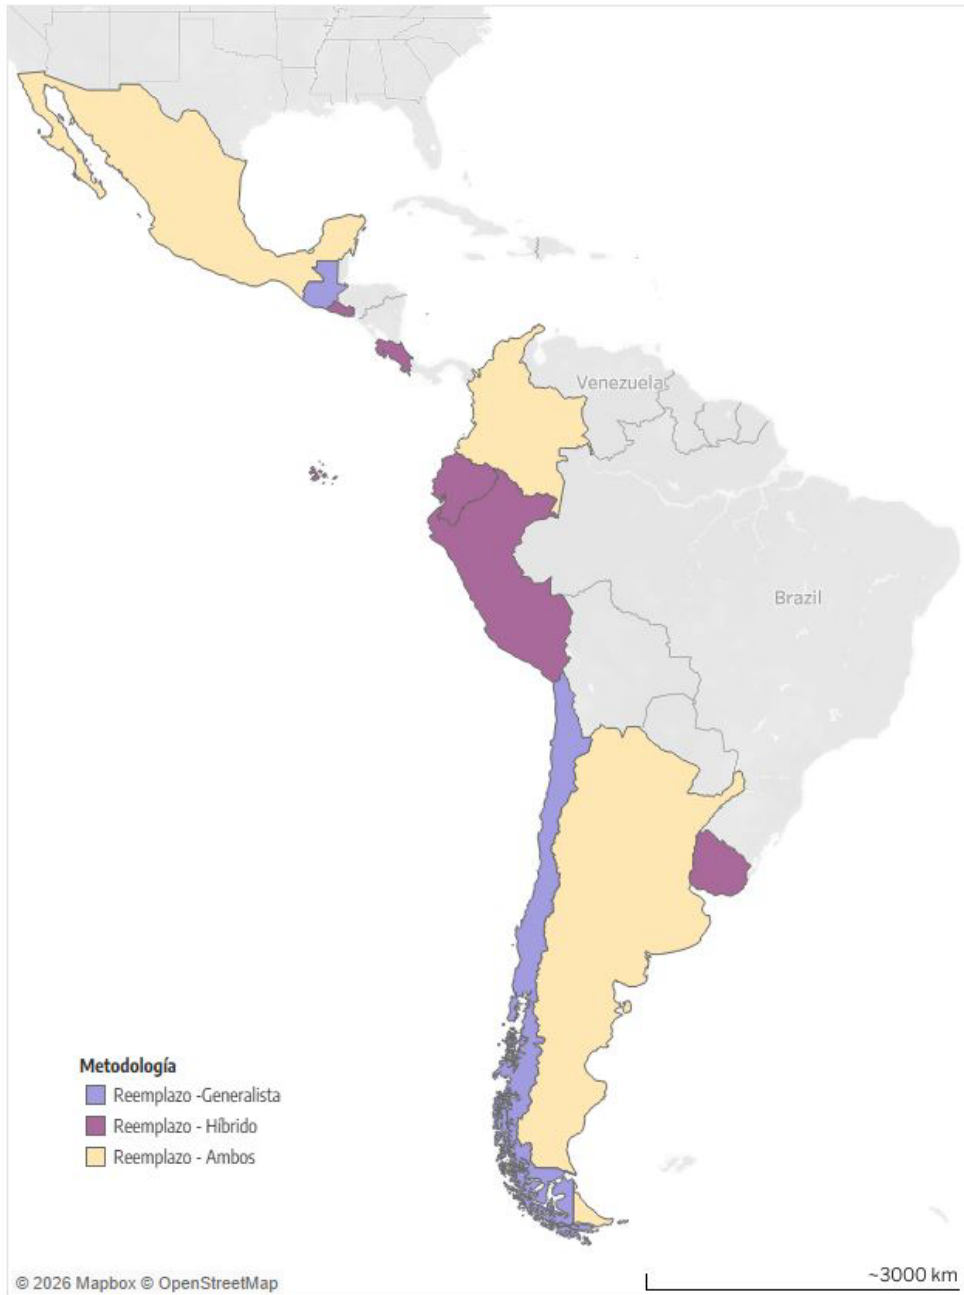 Venezuela
Brazil
Metodología
Reemplazo -Generalista
Reemplazo - Híbrido
Reemplazo - Ambos
© 2026 Mapbox © OpenStreetMap
~3000 km